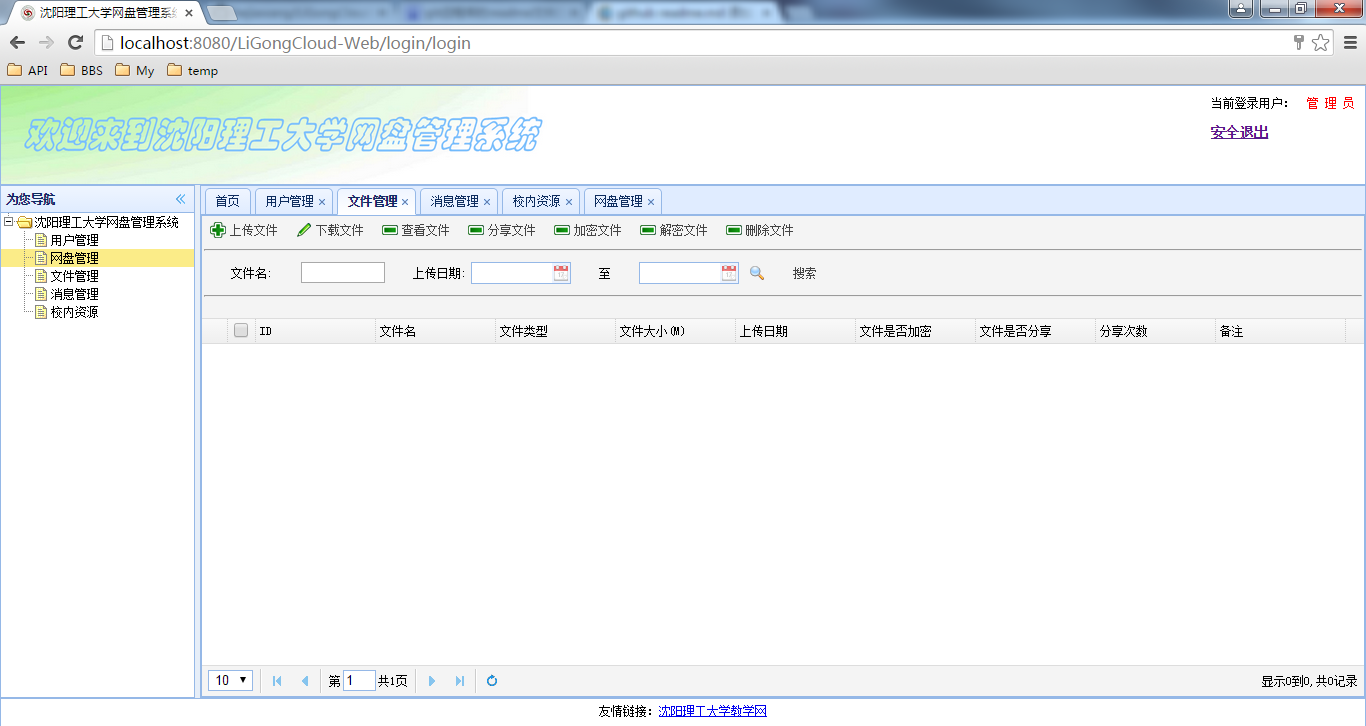 沈阳理工大学网盘管理系统
localhost:8080/LiGongCloud-Web/login/login
API BBS My temp
欢迎来到沈阳理工大学网盘管理系统
当前登录用户: 管 理 员
安全退出
为您导航
沈阳理工大学网盘管理系统
用户管理
网盘管理
文件管理
消息管理
校内资源
首页 用户管理 文件管理 消息管理 校内资源 网盘管理
上传文件 下载文件 查看文件 分享文件 加密文件 解密文件 删除文件
文件名: 上传日期: 至 搜索
ID 文件名 文件类型 文件大小(M) 上传日期 文件是否加密 文件是否分享 分享次数 备注
10 第 1 共1页 显示0到0, 共0记录
友情链接: 沈阳理工大学教学网